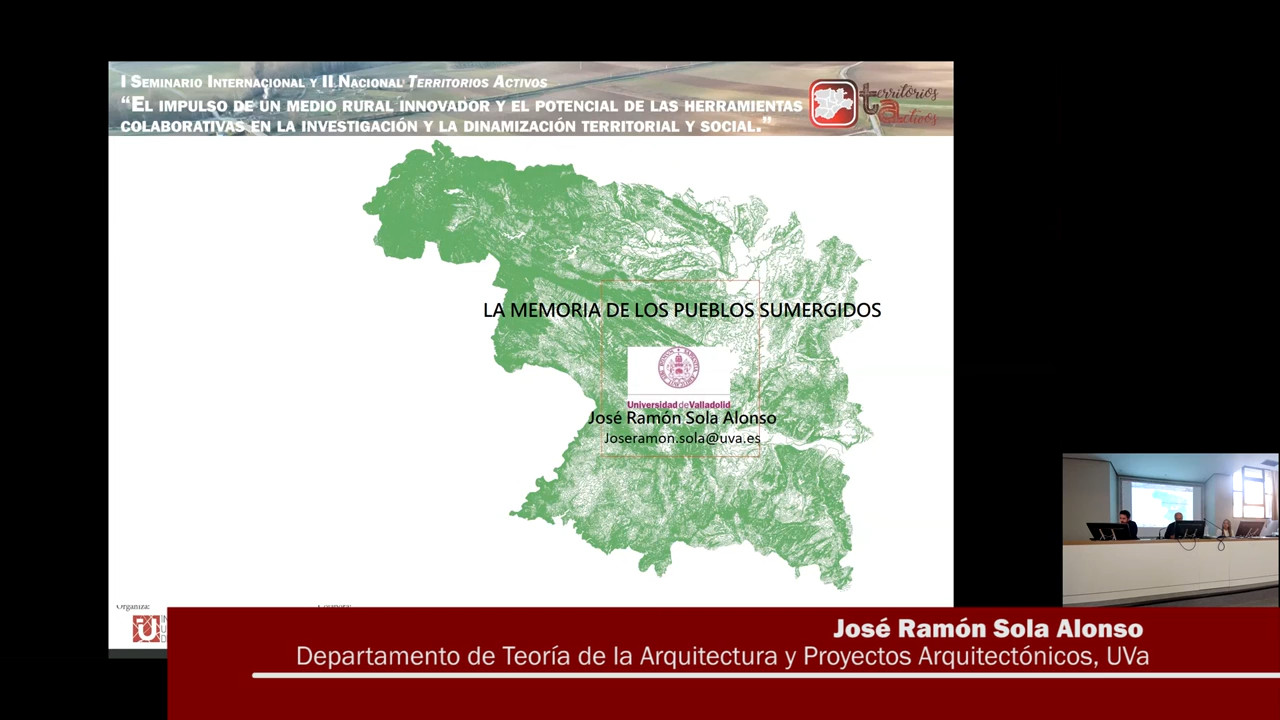 I Seminario Internacional y II Nacional Territorios Activos
“El impulso de un medio rural innovador y el potencial de las herramientas
colaborativas en la investigación y la dinamización territorial y social.”
territorios
activos
LA MEMORIA DE LOS PUEBLOS SUMERGIDOS
Universidad de Valladolid
José Ramón Sola Alonso
Joseramon.sola@uva.es
Organiza:
José Ramón Sola Alonso
Departamento de Teoría de la Arquitectura y Proyectos Arquitectónicos, UVa